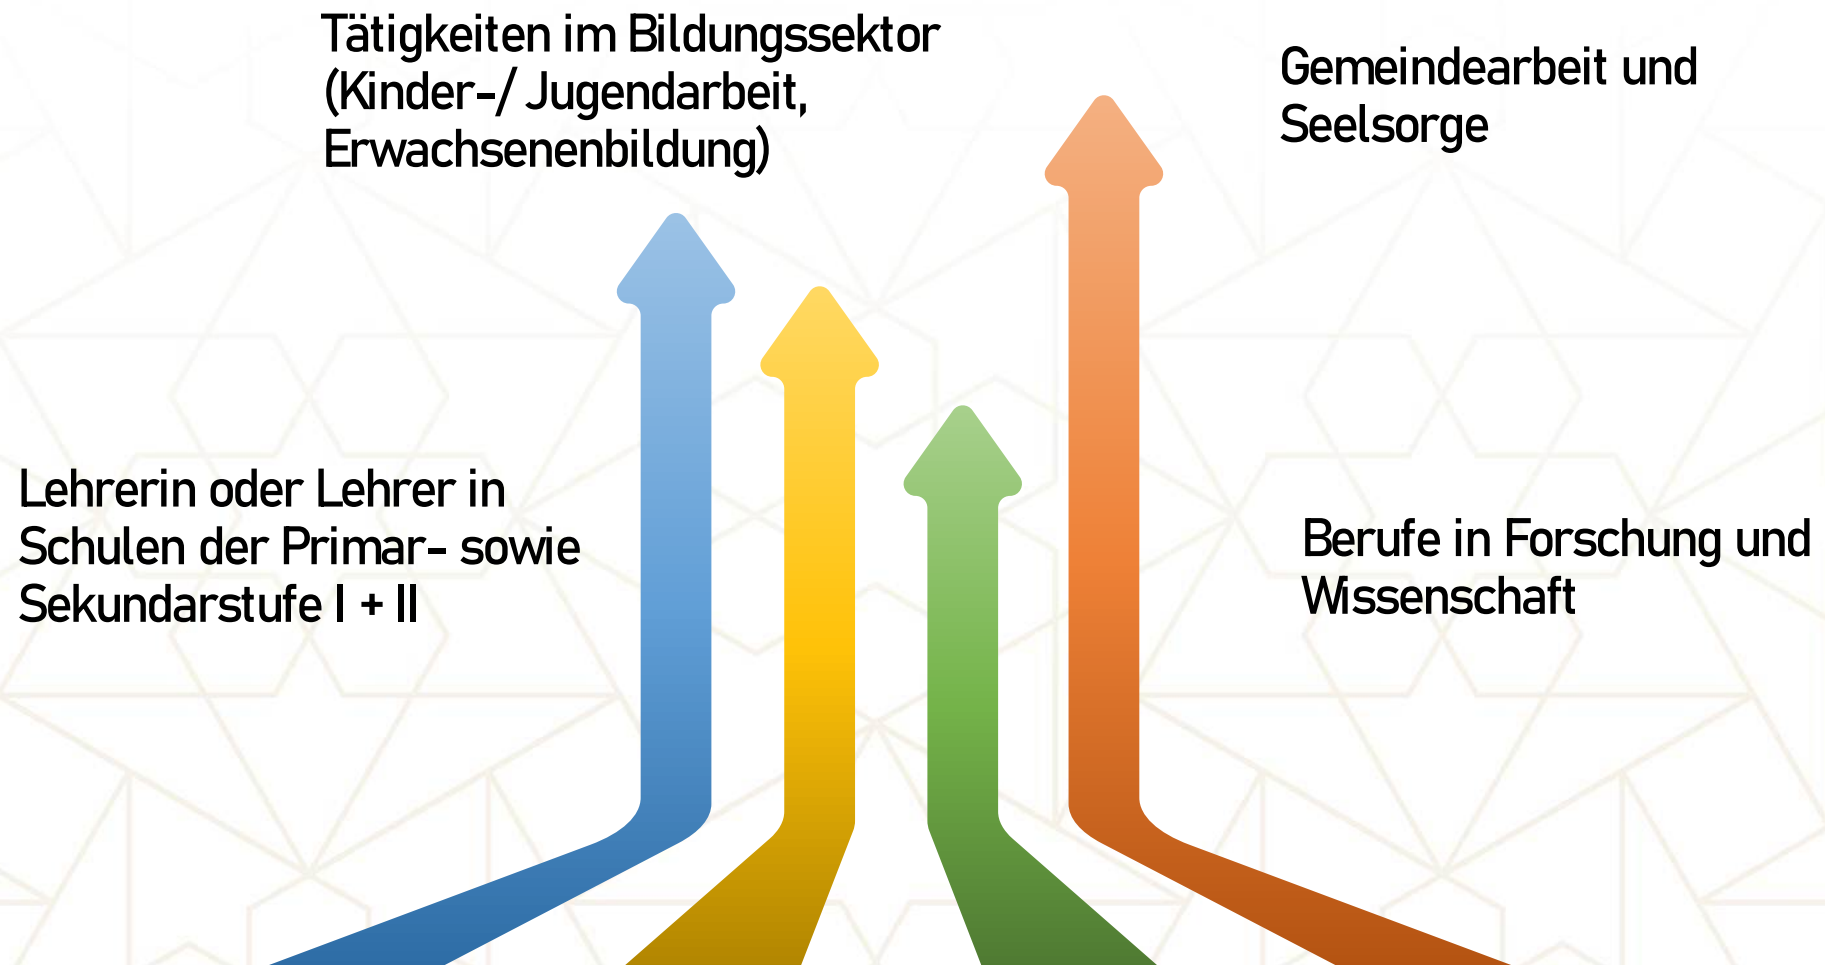 Tätigkeiten im Bildungssektor
(Kinder-/ Jugendarbeit,
Erwachsenenbildung)
Gemeindearbeit und
Seelsorge
Lehrerin oder Lehrer in
Schulen der Primar- sowie
Sekundarstufe I + II
Berufe in Forschung und
Wissenschaft